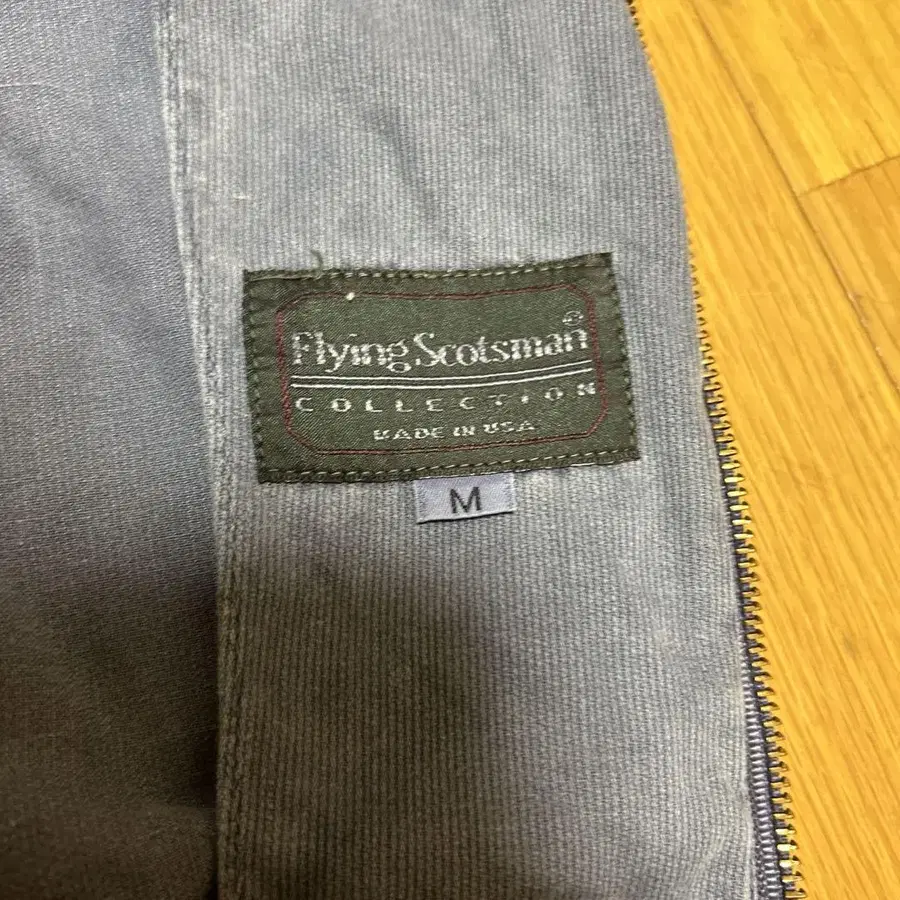 Flying Scotsman®
COLLECTION
MADE IN USA
M